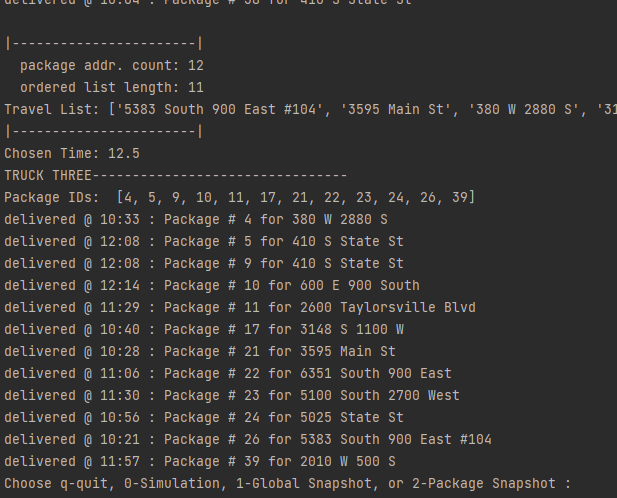 delivered @ 10:04 : Package # 38 for 410 S State St
|-----------------------|
package addr. count: 12
ordered list length: 11
Travel List: ['5383 South 900 East #104', '3595 Main St', '380 W 2880 S', '31
|-----------------------|
Chosen Time: 12.5
TRUCK THREE--------------------------------
Package IDs:  [4, 5, 9, 10, 11, 17, 21, 22, 23, 24, 26, 39]
delivered @ 10:33 : Package # 4 for 380 W 2880 S
delivered @ 12:08 : Package # 5 for 410 S State St
delivered @ 12:08 : Package # 9 for 410 S State St
delivered @ 12:14 : Package # 10 for 600 E 900 South
delivered @ 11:29 : Package # 11 for 2600 Taylorsville Blvd
delivered @ 10:40 : Package # 17 for 3148 S 1100 W
delivered @ 10:28 : Package # 21 for 3595 Main St
delivered @ 11:06 : Package # 22 for 6351 South 900 East
delivered @ 11:30 : Package # 23 for 5100 South 2700 West
delivered @ 10:56 : Package # 24 for 5025 State St
delivered @ 10:21 : Package # 26 for 5383 South 900 East #104
delivered @ 11:57 : Package # 39 for 2010 W 500 S
Choose q-quit, 0-Simulation, 1-Global Snapshot, or 2-Package Snapshot :